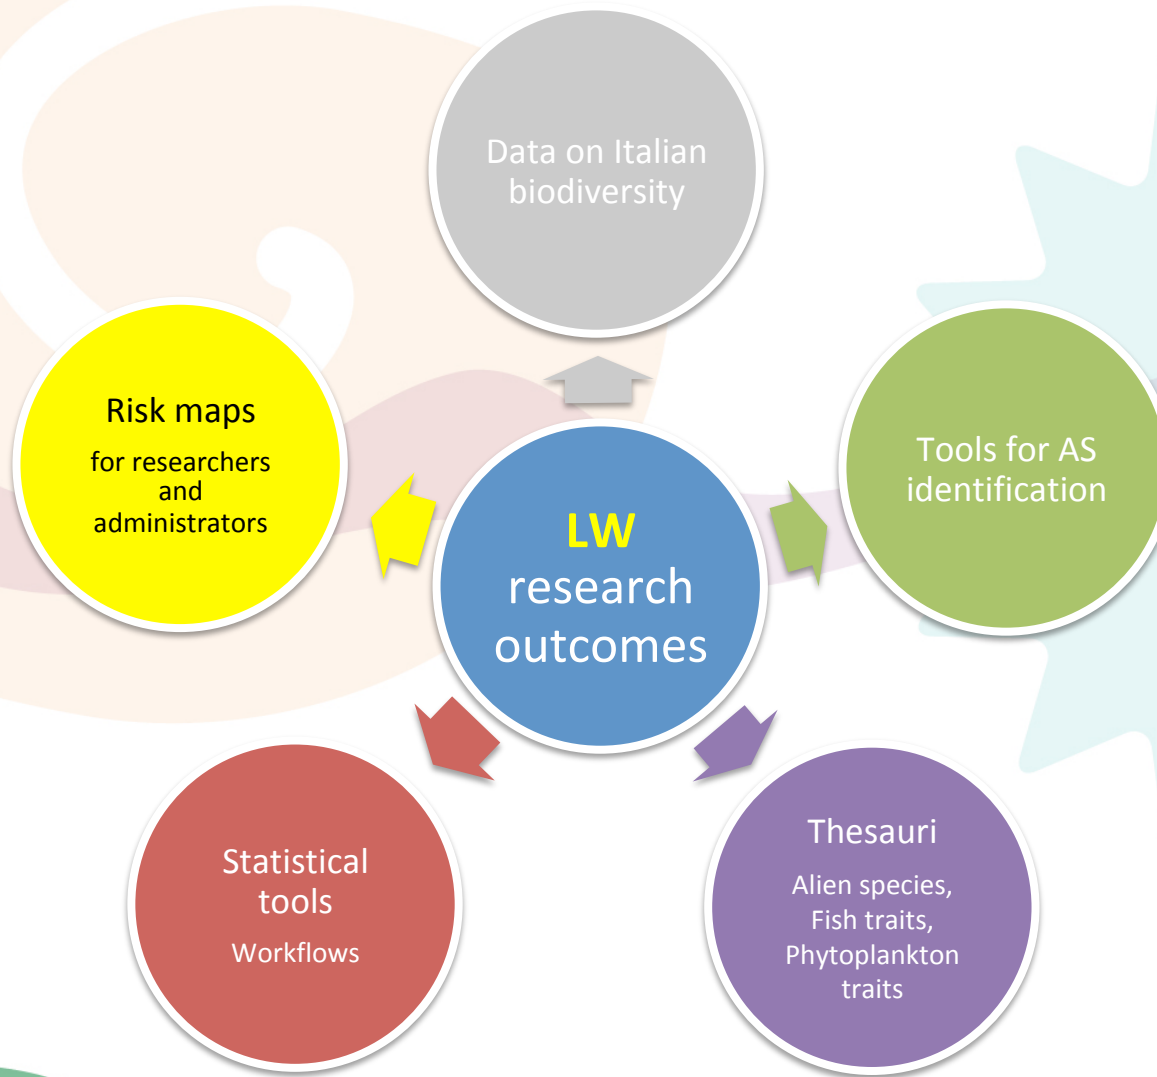 Data on Italian
biodiversity
Risk maps
for researchers
and
administrators
Tools for AS
identification
LW
research
outcomes
Statistical
tools
Workflows
Thesauri
Alien species,
Fish traits,
Phytoplankton
traits